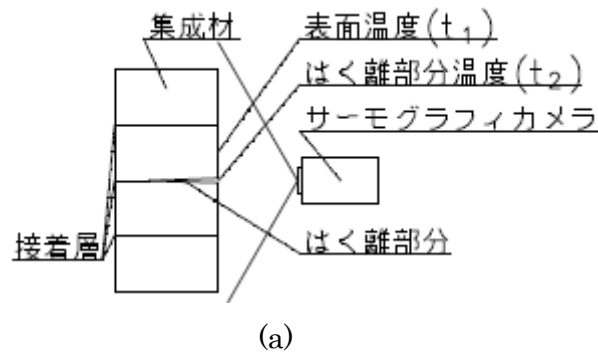 集成材
表面温度(t₁)
はく離部分温度(t₂)
サーモグラフィカメラ
接着層
はく離部分
(a)